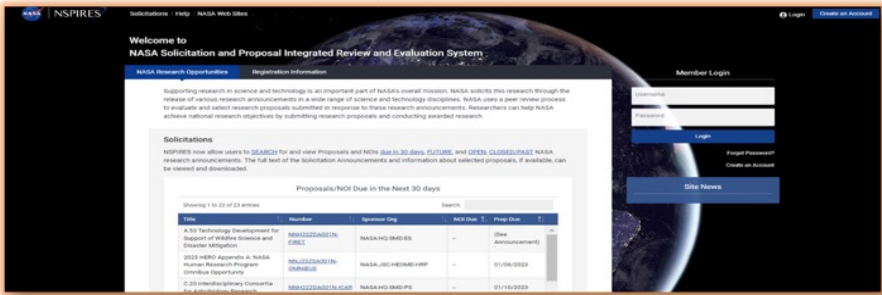 NASA NSPIRES Solicitations | Help | NASA Web Sites Login Create an Account
Welcome to
NASA Solicitation and Proposal Integrated Review and Evaluation System
NASA Research Opportunities Registration Information
Supporting research in science and technology is an important part of NASA's overall mission. NASA solicits this research through the
release of various research announcements in a wide range of science and technology disciplines. NASA uses a peer review process
to evaluate and select research proposals submitted in response to these research announcements. Researchers can help NASA
achieve national research objectives by submitting research proposals and conducting awarded research.
Solicitations
NSPIRES now allow users to SEARCH for and view Proposals and NOIs due in 30 days, FUTURE, and OPEN, CLOSED/PAST NASA
research announcements. The full text of the Solicitation Announcements and information about selected proposals, if available, can
be viewed and downloaded.
Proposals/NOI Due in the Next 30 days
Showing 1 to 23 of 23 entries Search:
Title Number Sponsor Org NOI Due Prop Due
A.53 Technology Development for
Support of Wildfire Science and
Disaster Mitigation
NNH22ZDA001N-
FIRET
NASA:HQ:SMD:ES
--
(See
Announcement)
2023 HERO Appendix A: NASA
Human Research Program
Omnibus Opportunity
NNJ23ZSA001N-
OMNIBUS
NASA:JSC:HEOMD:HRP
--
01/06/2023
C.20 Interdisciplinary Consortia
for Astrobiology Research
NNH22ZDA001N-ICAR
NASA:HQ:SMD:PS
--
01/10/2023
Member Login
Username
Password
Login
Forgot Password?
Create an Account
Site News